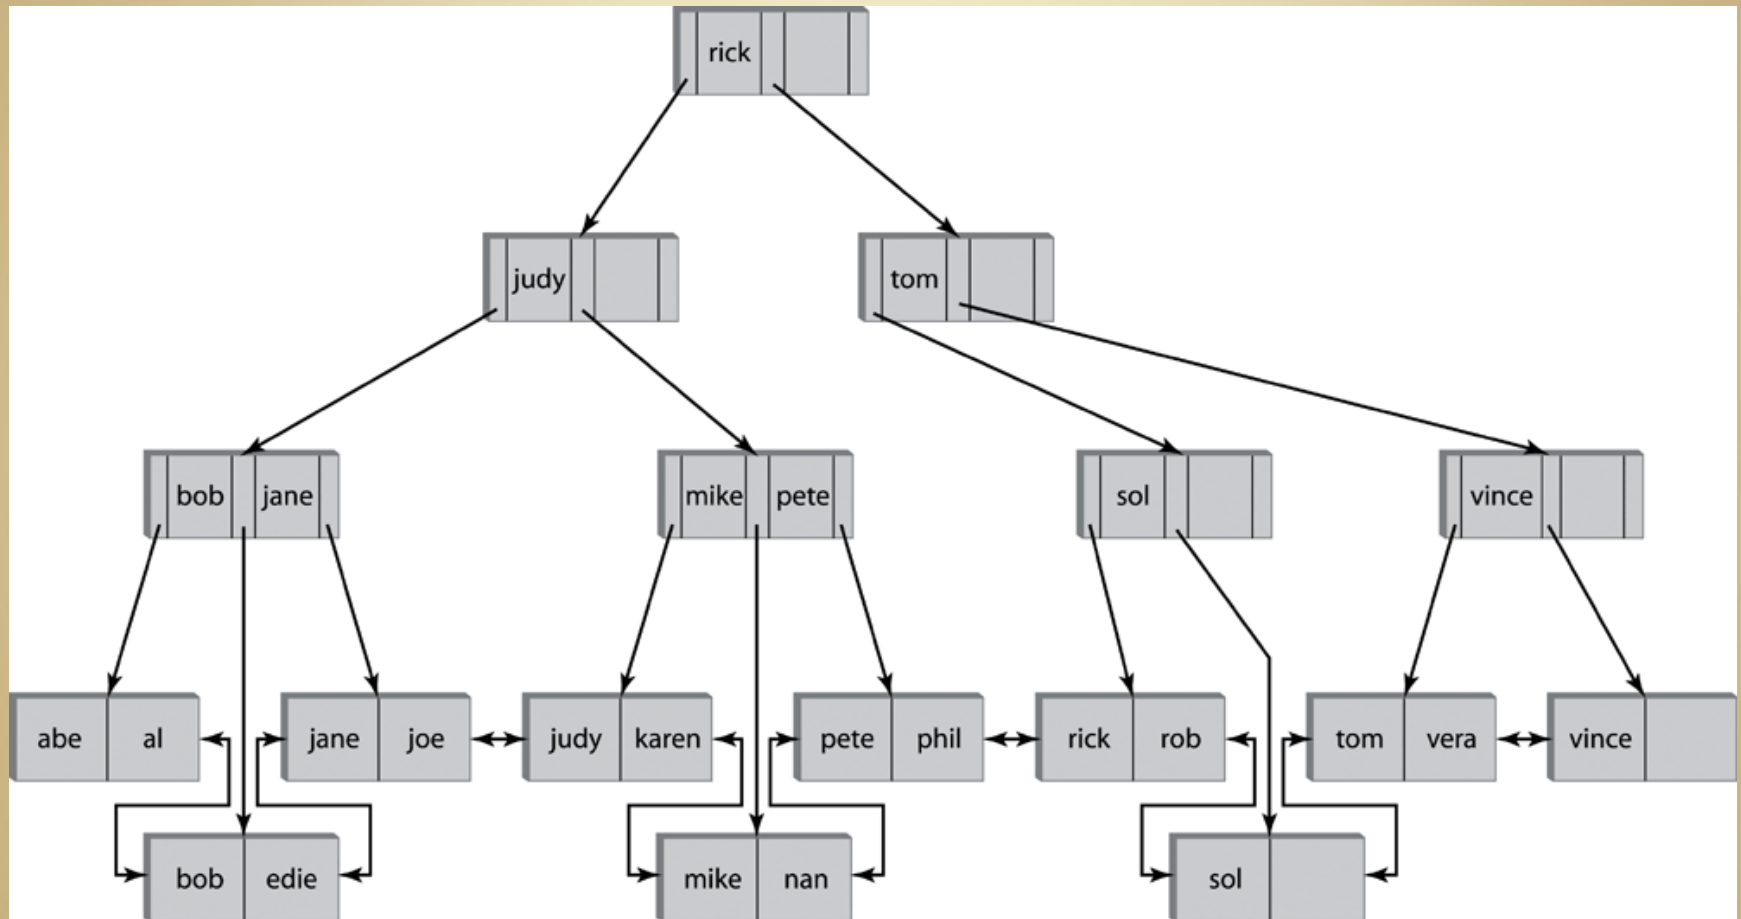 rick
judy
tom
bob jane
mike pete
sol
vince
abe al
jane joe
judy karen
pete phil
rick rob
tom vera
vince
bob edie
mike nan
sol